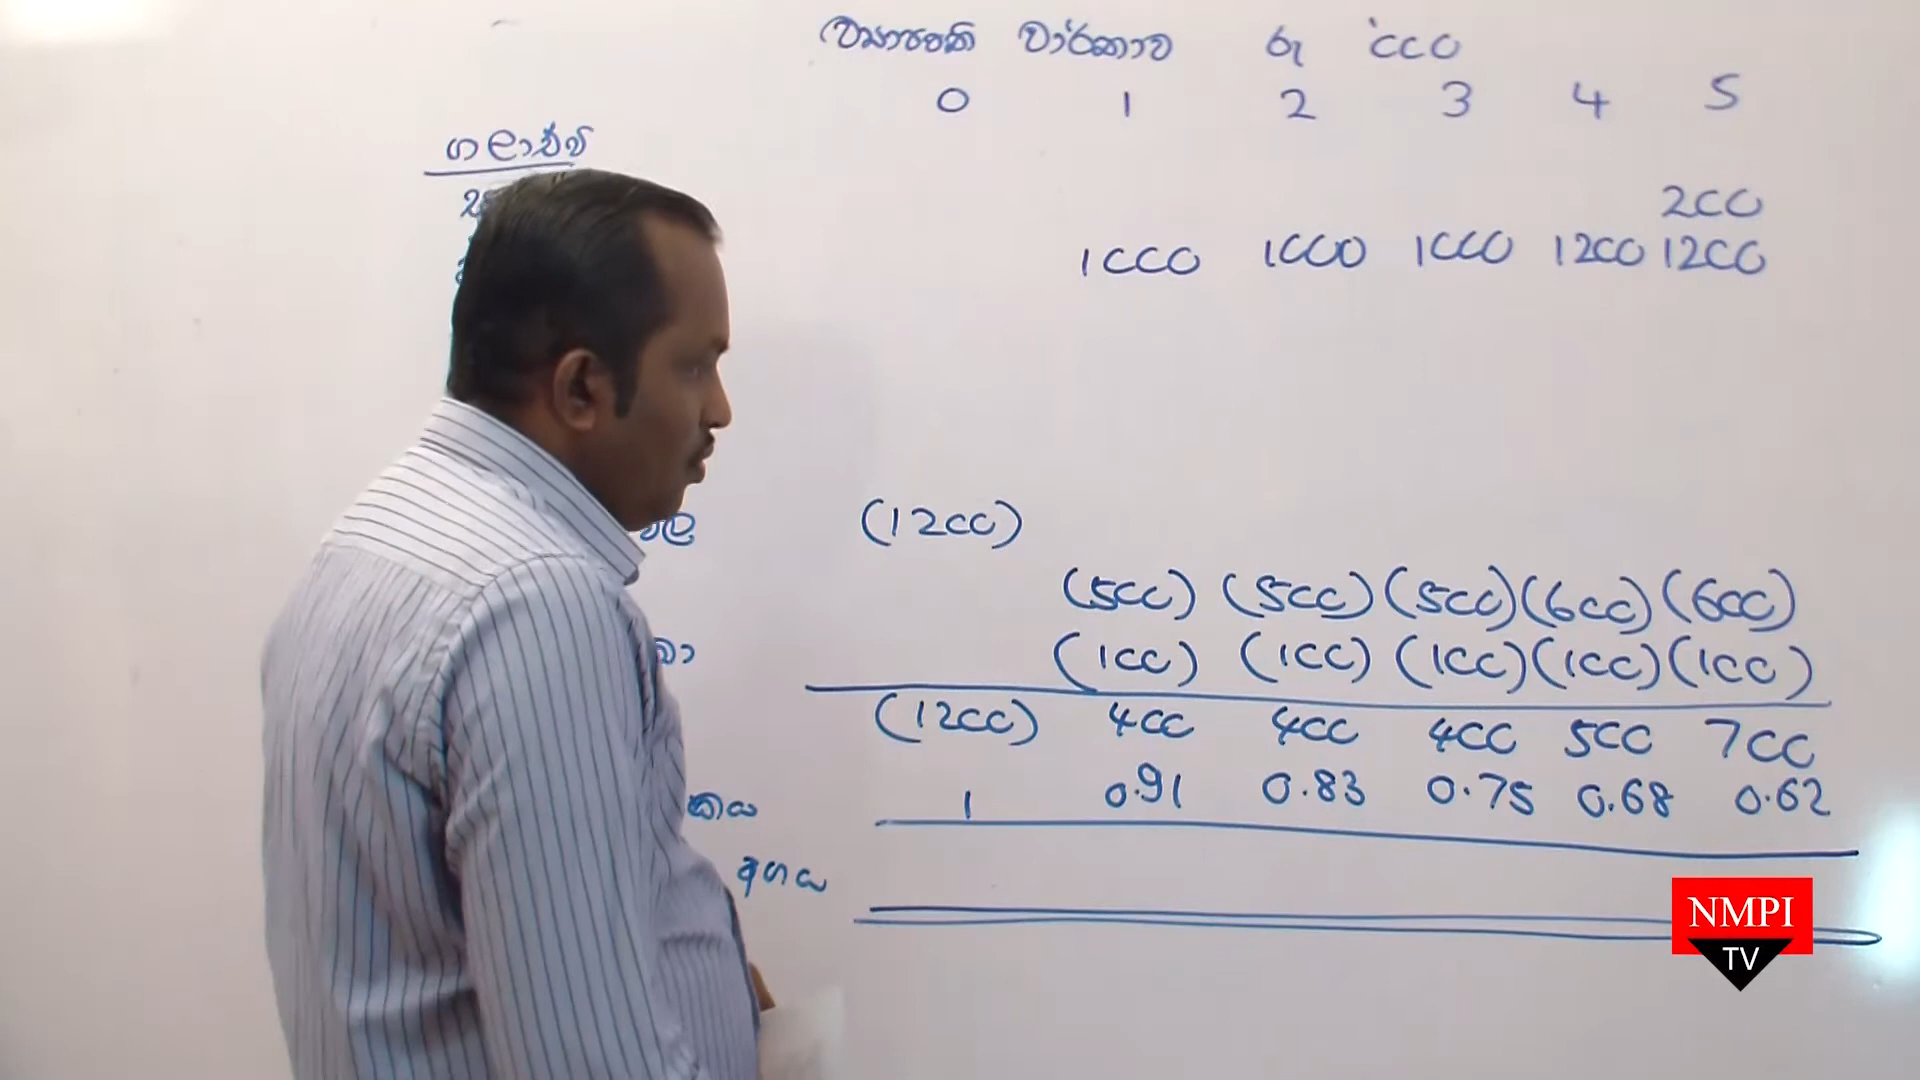 ව්‍යාපෘති වාර්තාව රු '000
0 1 2 3 4 5
ගලාඒම්
200
1000 1000 1000 1200 1200
(1200)
(500) (500) (500) (600) (600)
(100) (100) (100) (100) (100)
(1200) 400 400 400 500 700
1 0.91 0.83 0.75 0.68 0.62
අගය
NMPI
TV